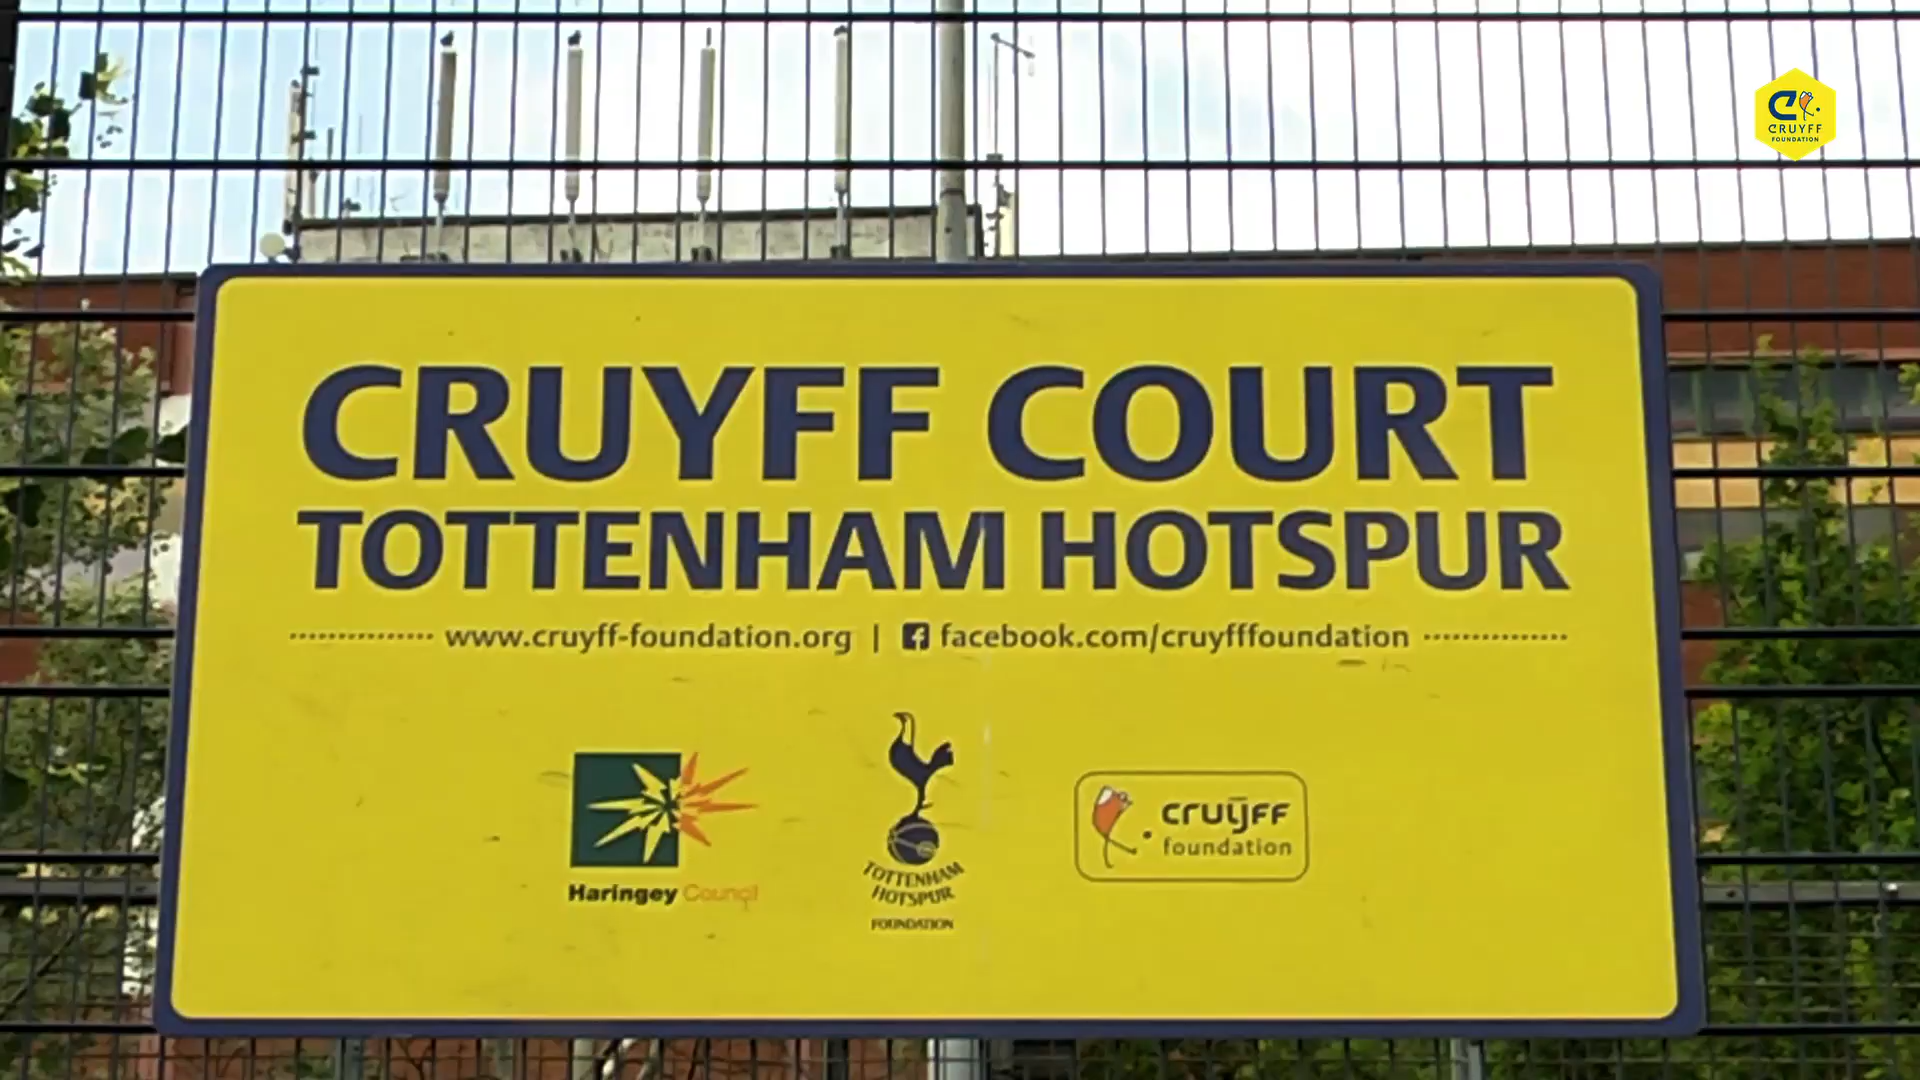 CRUYFF
FOUNDATION
CRUYFF COURT
TOTTENHAM HOTSPUR
www.cruyff-foundation.org | facebook.com/cruyfffoundation
Haringey Council
TOTTENHAM
HOTSPUR
FOUNDATION
cruyff
foundation